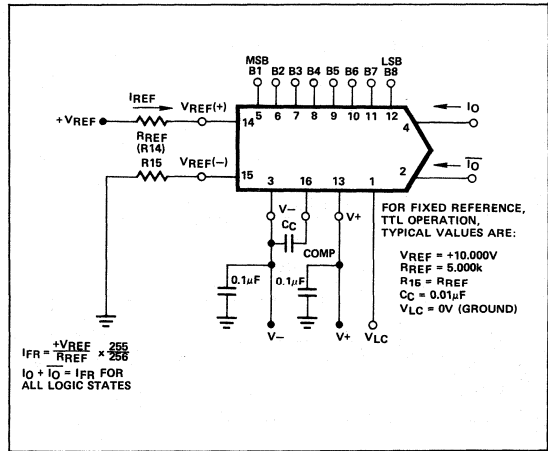 MSB LSB
B1 B2 B3 B4 B5 B6 B7 B8
5 6 7 8 9 10 11 12
IREF
+VREF
RREF
(R14)
VREF(+)
14
R15
VREF(−)
15
IO
4
IO
2
3 16 13 1
V− V+
CC
COMP
0.1μF 0.1μF
V− V+ VLC
FOR FIXED REFERENCE,
TTL OPERATION,
TYPICAL VALUES ARE:
VREF = +10.000V
RREF = 5.000k
R15 = RREF
CC = 0.01μF
VLC = 0V (GROUND)
IFR = +VREF/RREF × 255/256
IO + IO = IFR FOR
ALL LOGIC STATES